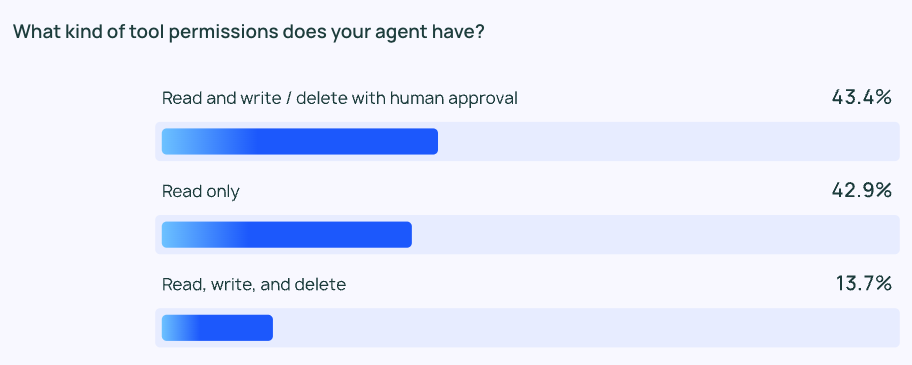 What kind of tool permissions does your agent have?
Read and write / delete with human approval 43.4%
Read only 42.9%
Read, write, and delete 13.7%